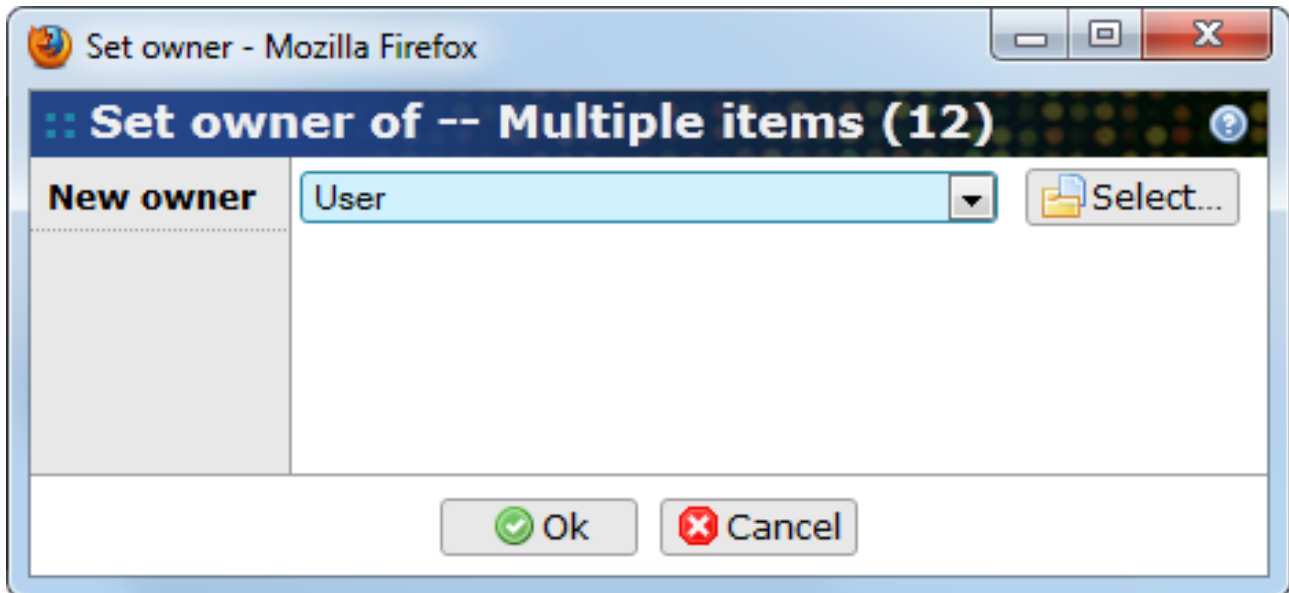 Set owner - Mozilla Firefox
:: Set owner of -- Multiple items (12)
New owner
User
Select...
Ok
Cancel